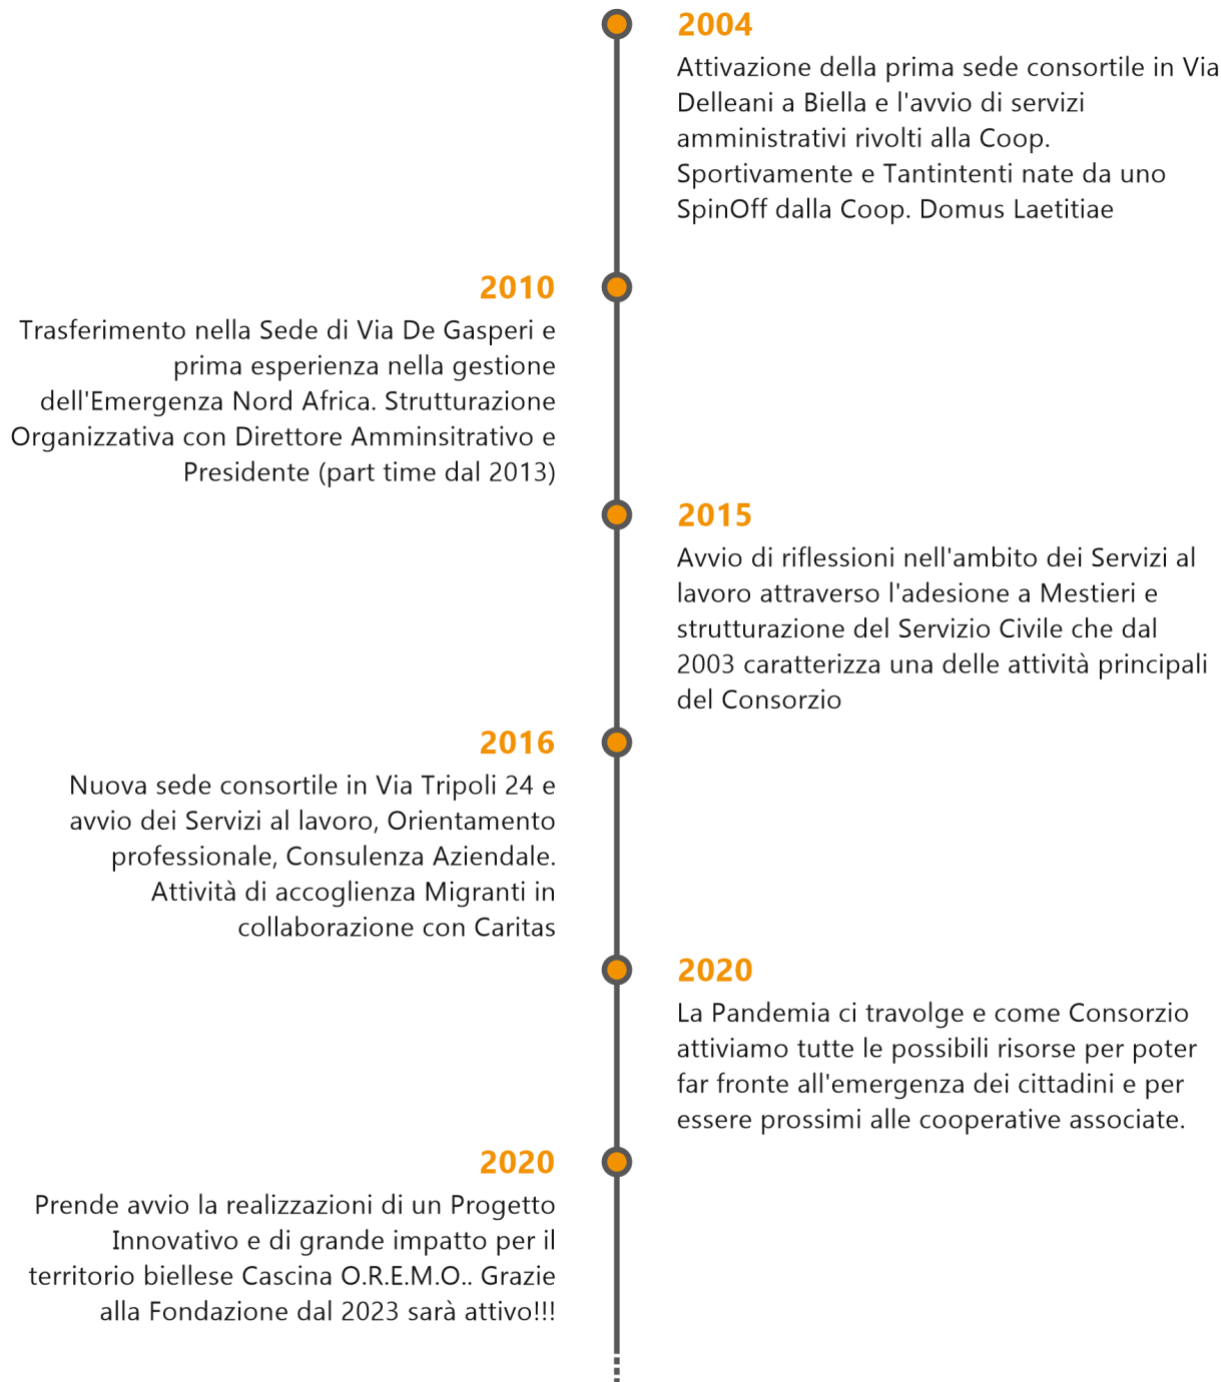 2004
Attivazione della prima sede consortile in Via
Delleani a Biella e l'avvio di servizi
amministrativi rivolti alla Coop.
Sportivamente e Tantintenti nate da uno
SpinOff dalla Coop. Domus Laetitiae
2010
Trasferimento nella Sede di Via De Gasperi e
prima esperienza nella gestione
dell'Emergenza Nord Africa. Strutturazione
Organizzativa con Direttore Amminsitrativo e
Presidente (part time dal 2013)
2015
Avvio di riflessioni nell'ambito dei Servizi al
lavoro attraverso l'adesione a Mestieri e
strutturazione del Servizio Civile che dal
2003 caratterizza una delle attività principali
del Consorzio
2016
Nuova sede consortile in Via Tripoli 24 e
avvio dei Servizi al lavoro, Orientamento
professionale, Consulenza Aziendale.
Attività di accoglienza Migranti in
collaborazione con Caritas
2020
La Pandemia ci travolge e come Consorzio
attiviamo tutte le possibili risorse per poter
far fronte all'emergenza dei cittadini e per
essere prossimi alle cooperative associate.
2020
Prende avvio la realizzazioni di un Progetto
Innovativo e di grande impatto per il
territorio biellese Cascina O.R.E.M.O.. Grazie
alla Fondazione dal 2023 sarà attivo!!!